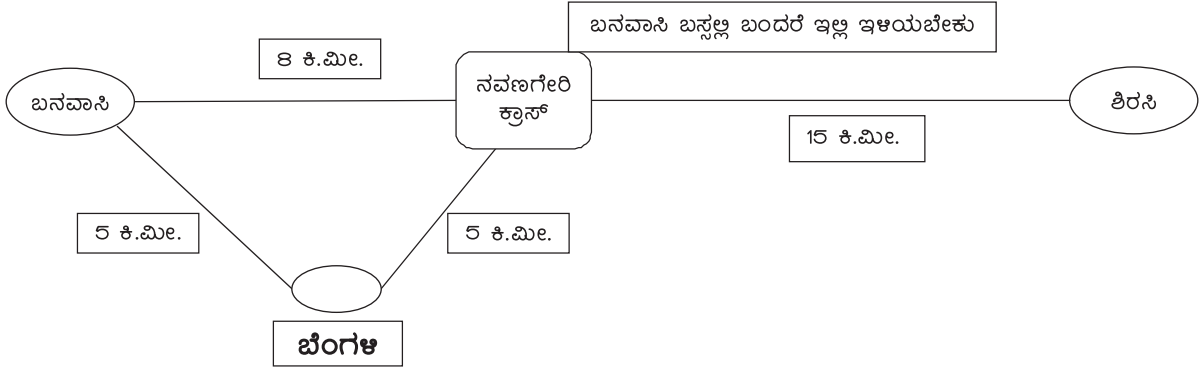 ಬನವಾಸಿ ಬಸ್ಸಲ್ಲಿ ಬಂದರೆ ಇಲ್ಲಿ ಇಳಿಯಬೇಕು
8 ಕಿ.ಮೀ.
ನವಣಗೇರಿ
ಕ್ರಾಸ್
ಬನವಾಸಿ
ಶಿರಸಿ
15 ಕಿ.ಮೀ.
5 ಕಿ.ಮೀ.
5 ಕಿ.ಮೀ.
ಬೆಂಗಳಿ